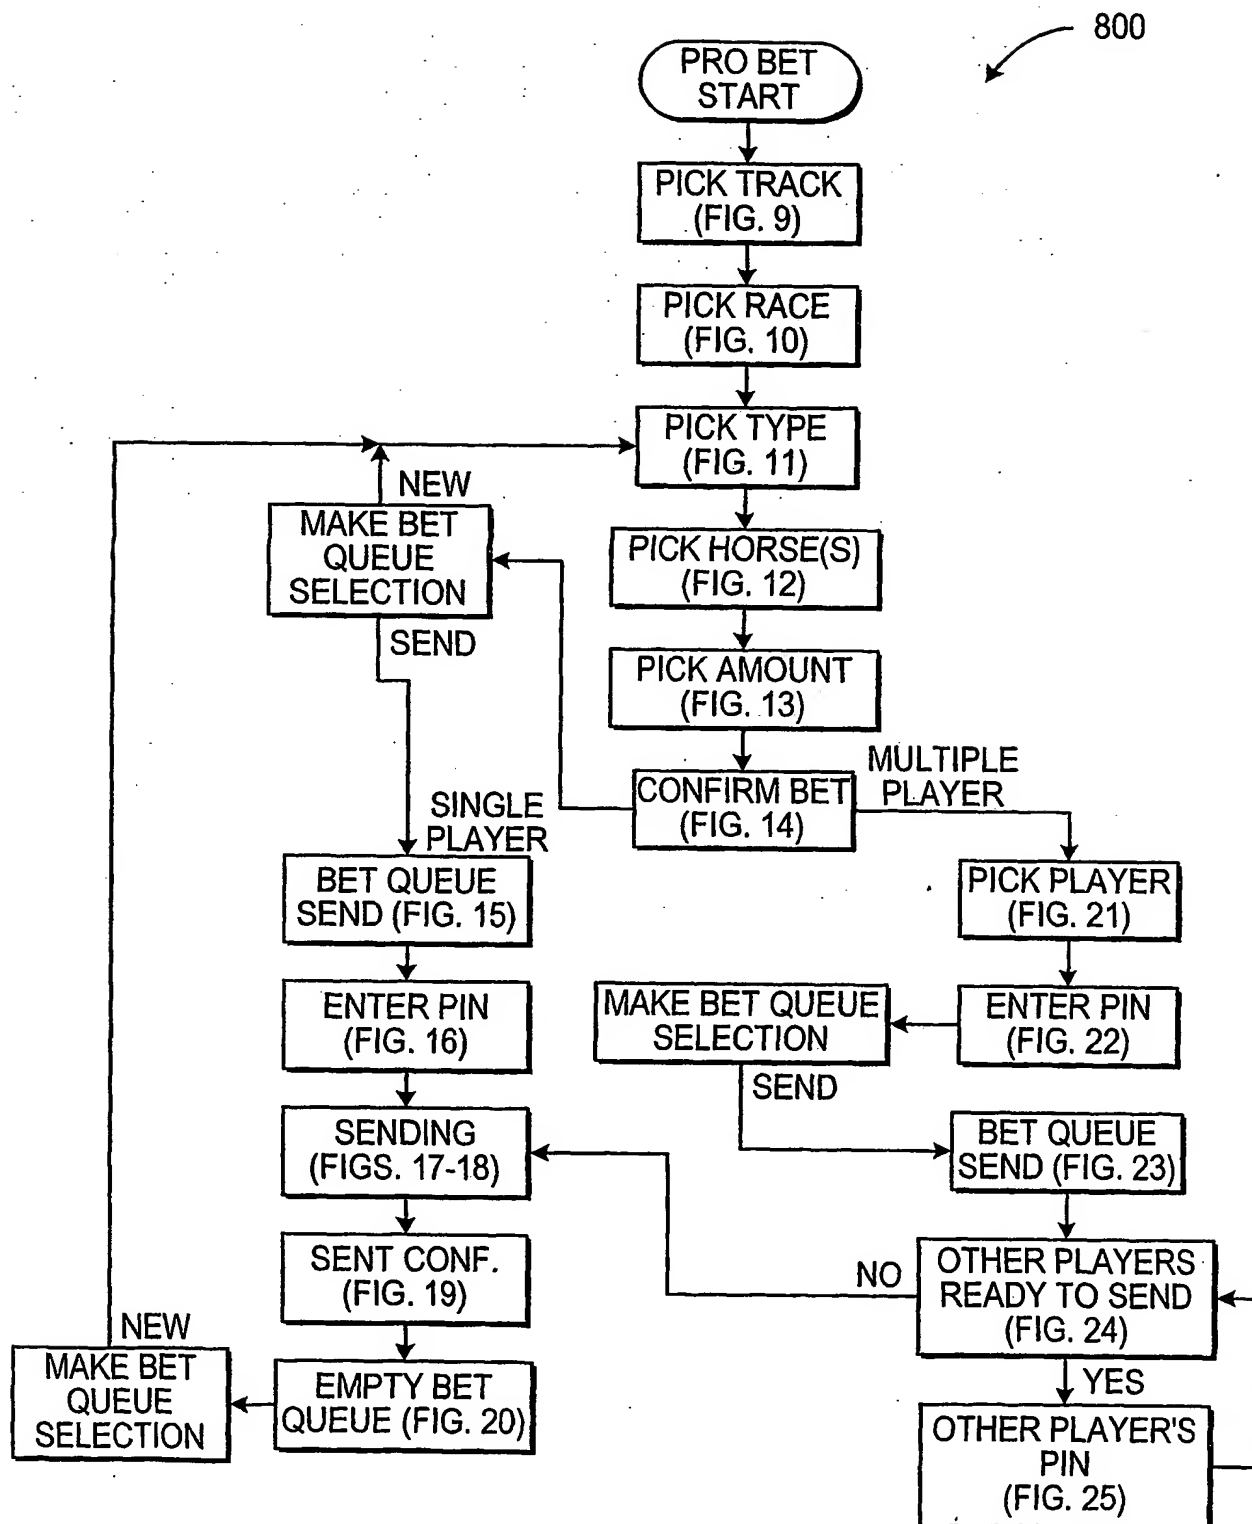 800
PRO BET
START
PICK TRACK
(FIG. 9)
PICK RACE
(FIG. 10)
PICK TYPE
(FIG. 11)
NEW
MAKE BET
QUEUE
SELECTION
SEND
PICK HORSE(S)
(FIG. 12)
PICK AMOUNT
(FIG. 13)
CONFIRM BET
(FIG. 14)
MULTIPLE
PLAYER
SINGLE
PLAYER
BET QUEUE
SEND (FIG. 15)
PICK PLAYER
(FIG. 21)
ENTER PIN
(FIG. 16)
MAKE BET QUEUE
SELECTION
ENTER PIN
(FIG. 22)
SEND
SENDING
(FIGS. 17-18)
BET QUEUE
SEND (FIG. 23)
SENT CONF.
(FIG. 19)
NO
OTHER PLAYERS
READY TO SEND
(FIG. 24)
NEW
MAKE BET
QUEUE
SELECTION
EMPTY BET
QUEUE (FIG. 20)
YES
OTHER PLAYER'S
PIN
(FIG. 25)